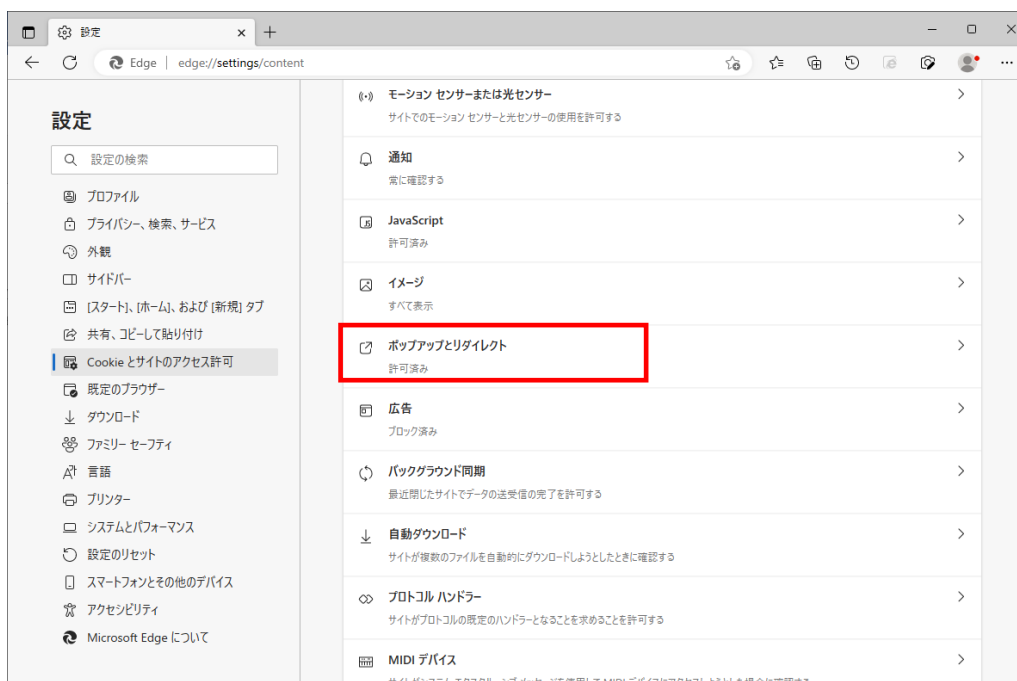 設定
Edge | edge://settings/content
設定
設定の検索
プロファイル
プライバシー、検索、サービス
外観
サイドバー
[スタート]、[ホーム]、および [新規] タブ
共有、コピーして貼り付け
Cookie とサイトのアクセス許可
既定のブラウザー
ダウンロード
ファミリー セーフティ
言語
プリンター
システムとパフォーマンス
設定のリセット
スマートフォンとその他のデバイス
アクセシビリティ
Microsoft Edge について
モーション センサーまたは光センサー
サイトでのモーション センサーと光センサーの使用を許可する
通知
常に確認する
JavaScript
許可済み
イメージ
すべて表示
ポップアップとリダイレクト
許可済み
広告
ブロック済み
バックグラウンド同期
最近閉じたサイトでデータの送受信の完了を許可する
自動ダウンロード
サイトが複数のファイルを自動的にダウンロードしようとしたときに確認する
プロトコル ハンドラー
サイトがプロトコルの既定のハンドラーとなることを求めることを許可する
MIDI デバイス